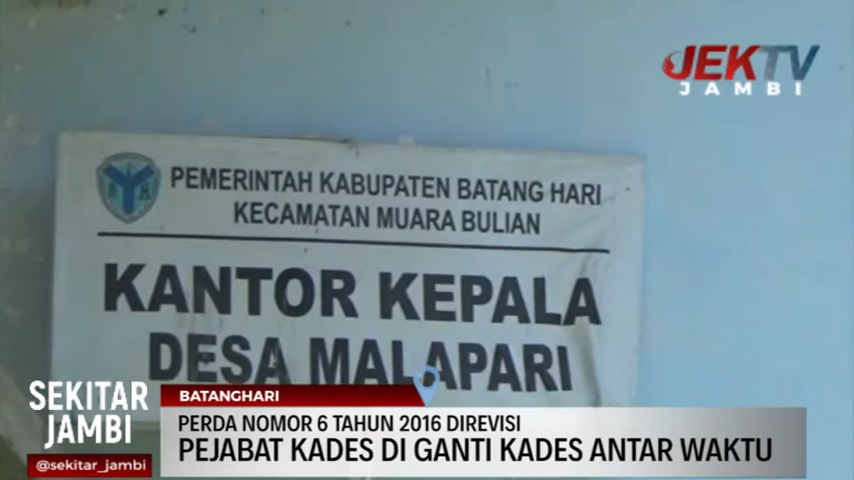 JEKTV
JAMBI
PEMERINTAH KABUPATEN BATANG HARI
KECAMATAN MUARA BULIAN
KANTOR KEPALA
DESA MALAPARI
SEKITAR
JAMBI
@sekitar_jambi
BATANGHARI
PERDA NOMOR 6 TAHUN 2016 DIREVISI
PEJABAT KADES DI GANTI KADES ANTAR WAKTU